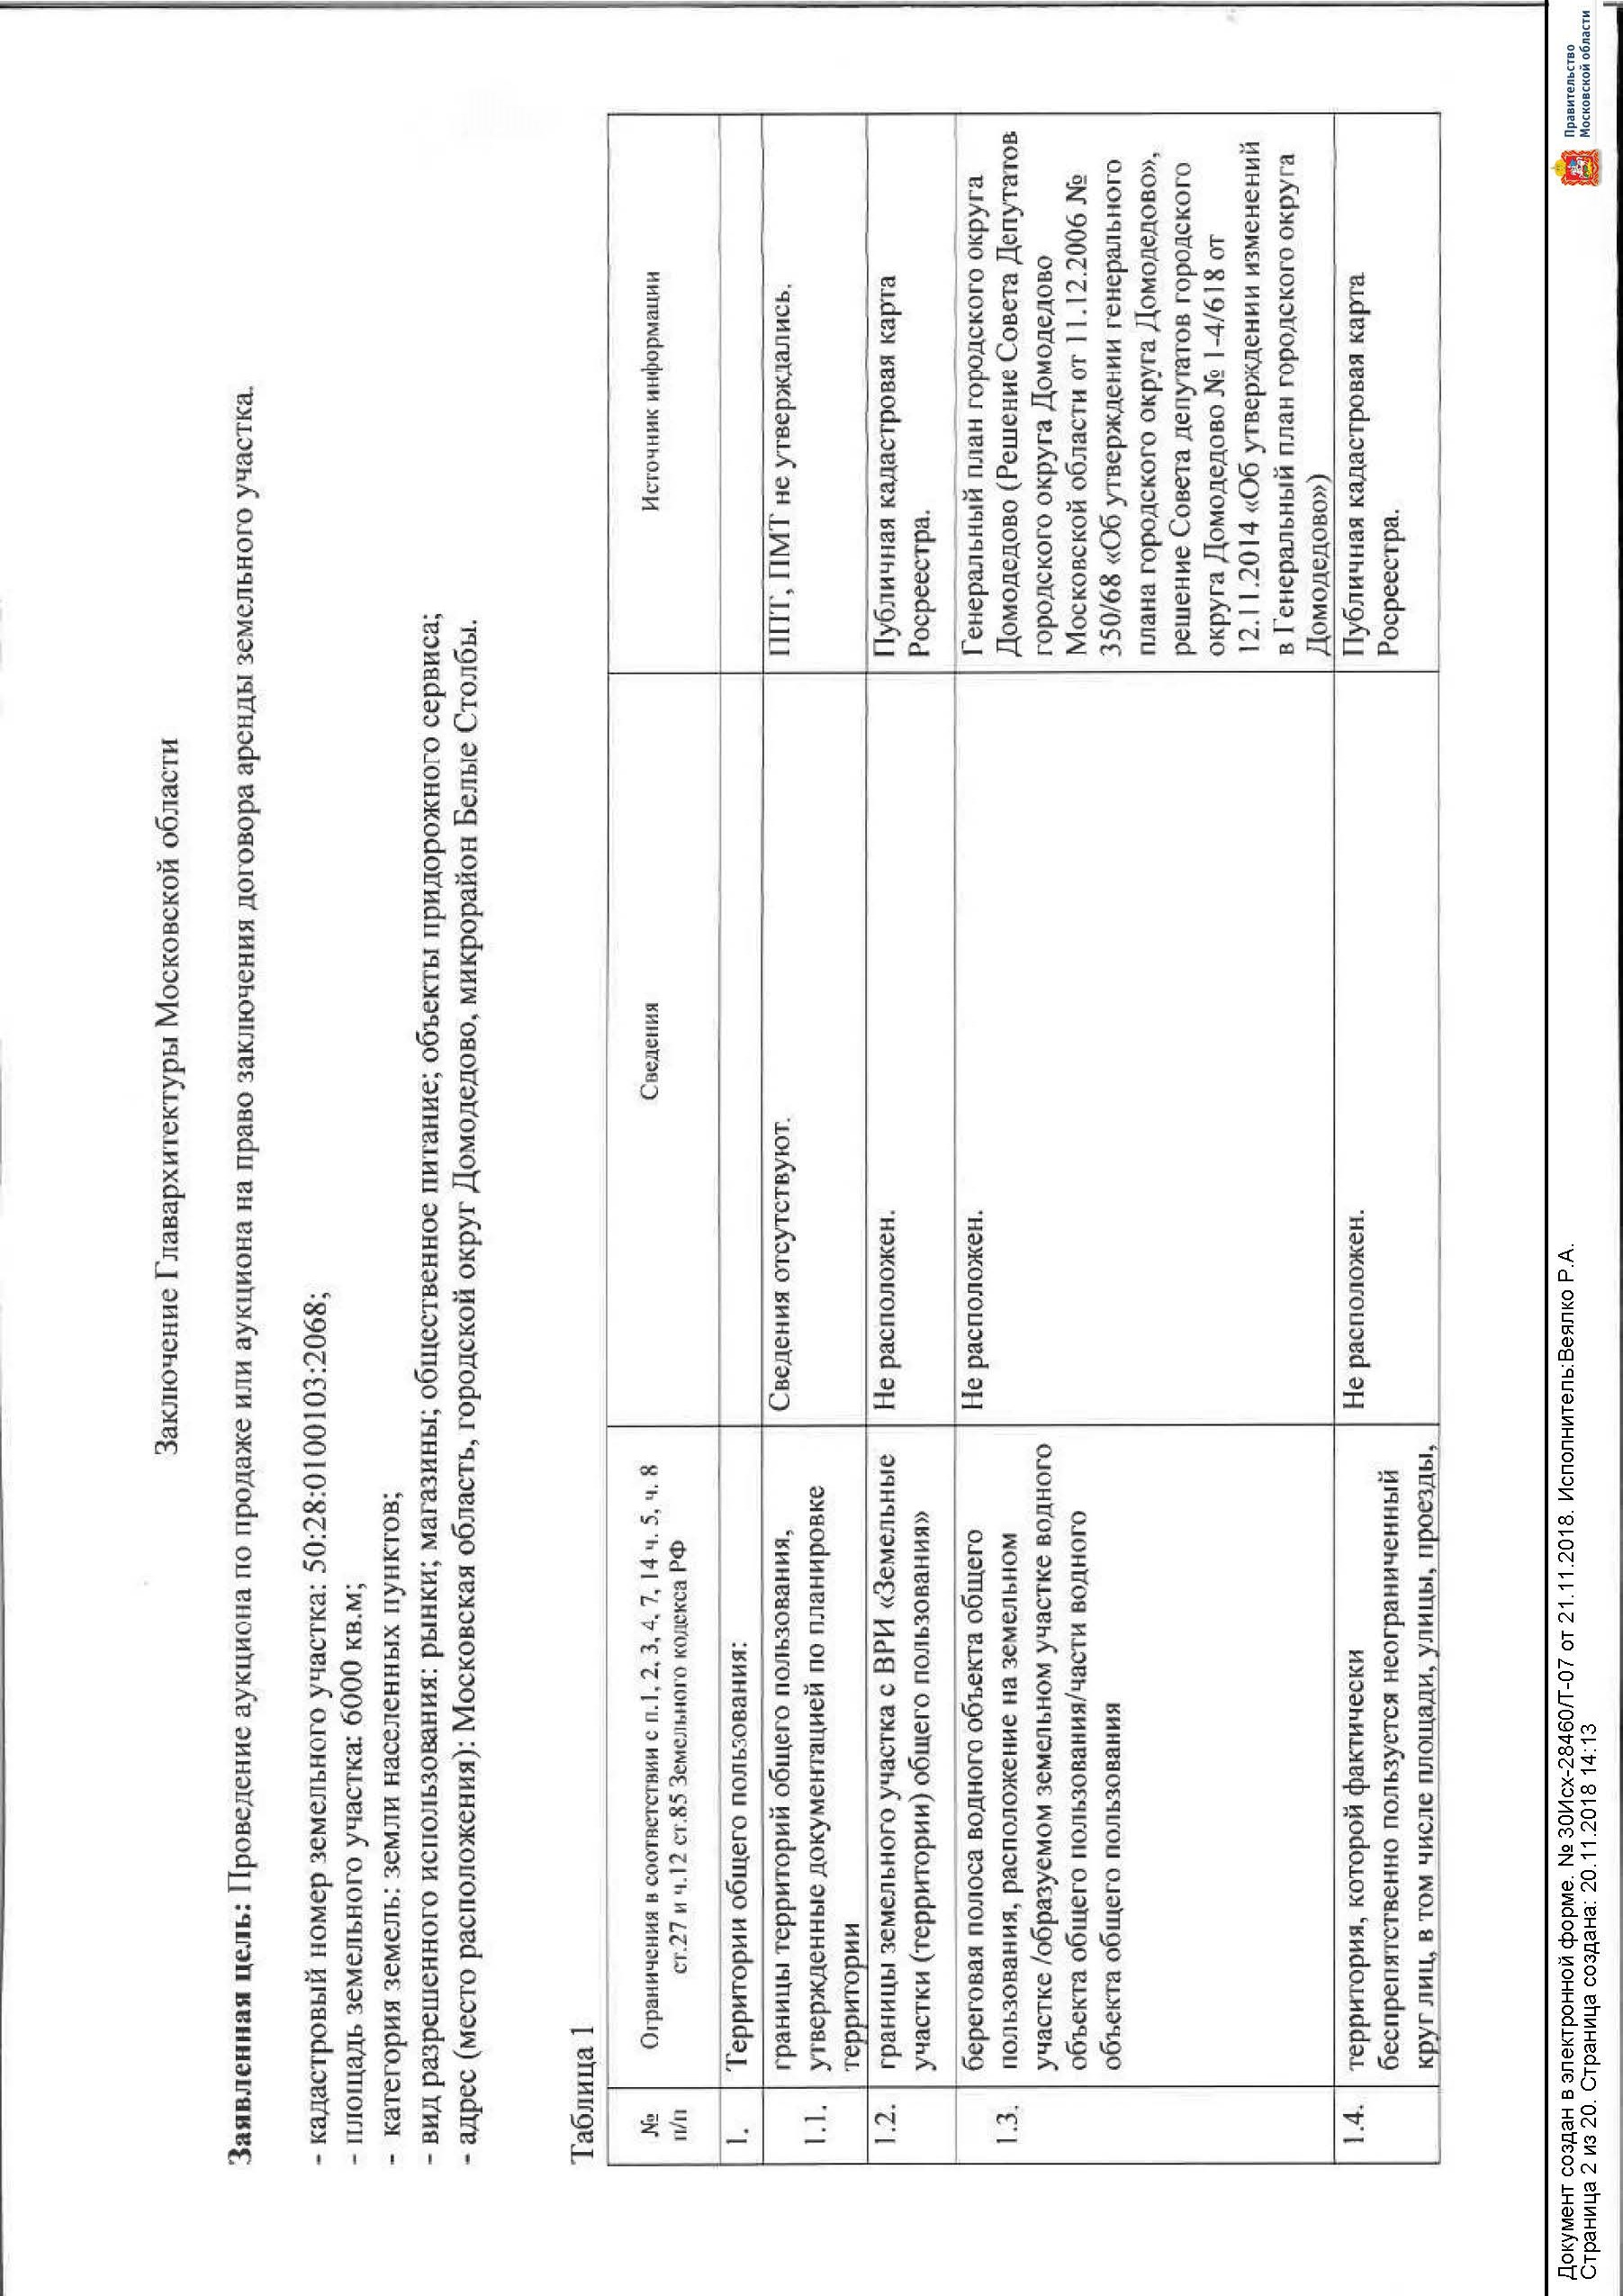 Заключение Главархитектуры Московской области
Заявленная цель: Проведение аукциона по продаже или аукциона на право заключения договора аренды земельного участка.
- кадастровый номер земельного участка: 50:28:0100103:2068;
- площадь земельного участка: 6000 кв.м;
- категория земель: земли населенных пунктов;
- вид разрешенного использования: рынки; магазины; общественное питание; объекты придорожного сервиса;
- адрес (место расположения): Московская область, городской округ Домодедово, микрорайон Белые Столбы.
Таблица 1
№
п/п
Ограничения в соответствии с п.1, 2, 3, 4, 7, 14 ч. 5, ч. 8
ст.27 и ч.12 ст.85 Земельного кодекса РФ
Сведения
Источник информации
1.
Территории общего пользования:
1.1.
границы территорий общего пользования,
утвержденные документацией по планировке
территории
Сведения отсутствуют.
ППТ, ПМТ не утверждались.
1.2.
границы земельного участка с ВРИ «Земельные
участки (территории) общего пользования»
Не расположен.
Публичная кадастровая карта
Росреестра.
1.3.
береговая полоса водного объекта общего
пользования, расположение на земельном
участке /образуемом земельном участке водного
объекта общего пользования/части водного
объекта общего пользования
Не расположен.
Генеральный план городского округа
Домодедово (Решение Совета Депутатов
городского округа Домодедово
Московской области от 11.12.2006 №
350/68 «Об утверждении генерального
плана городского округа Домодедово»,
решение Совета депутатов городского
округа Домодедово № 1-4/618 от
12.11.2014 «Об утверждении изменений
в Генеральный план городского округа
Домодедово»)
1.4.
территория, которой фактически
беспрепятственно пользуется неограниченный
круг лиц, в том числе площади, улицы, проезды,
Не расположен.
Публичная кадастровая карта
Росреестра.
Документ создан в электронной форме. № 30Исх-28460/Т-07 от 21.11.2018. Исполнитель:Веялко Р.А.
Страница 2 из 20. Страница создана: 20.11.2018 14:13
Правительство
Московской области